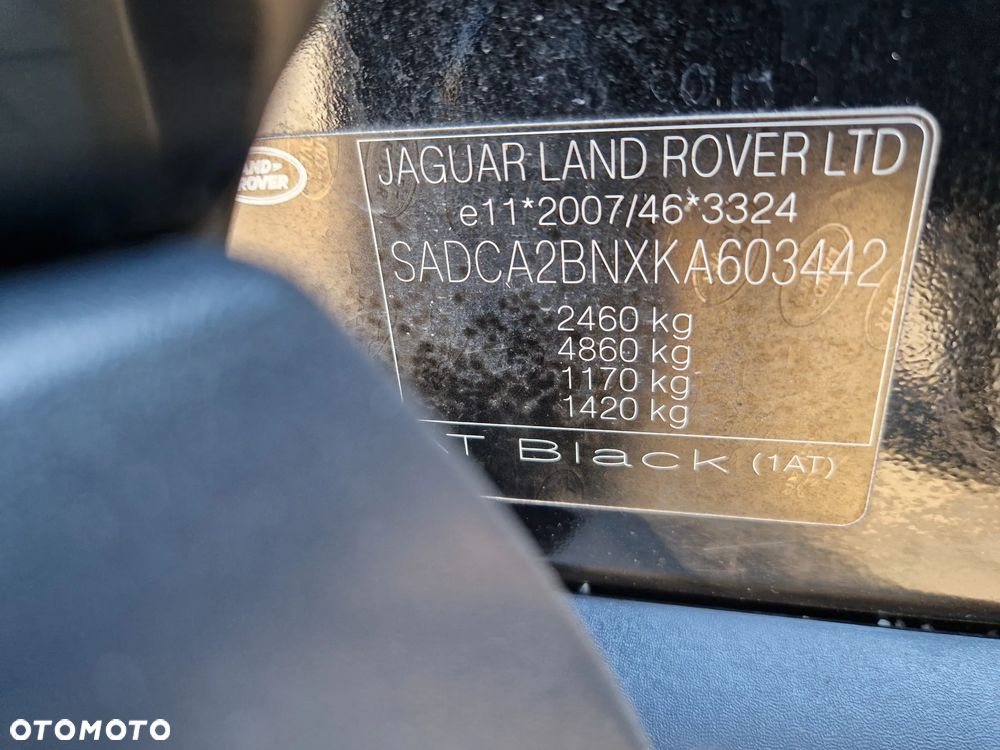 JAGUAR LAND ROVER LTD
e11*2007/46*3324
SADCA2BNXKA603442
2460 kg
4860 kg
1170 kg
1420 kg
Black (1AT)
OTOMOTO